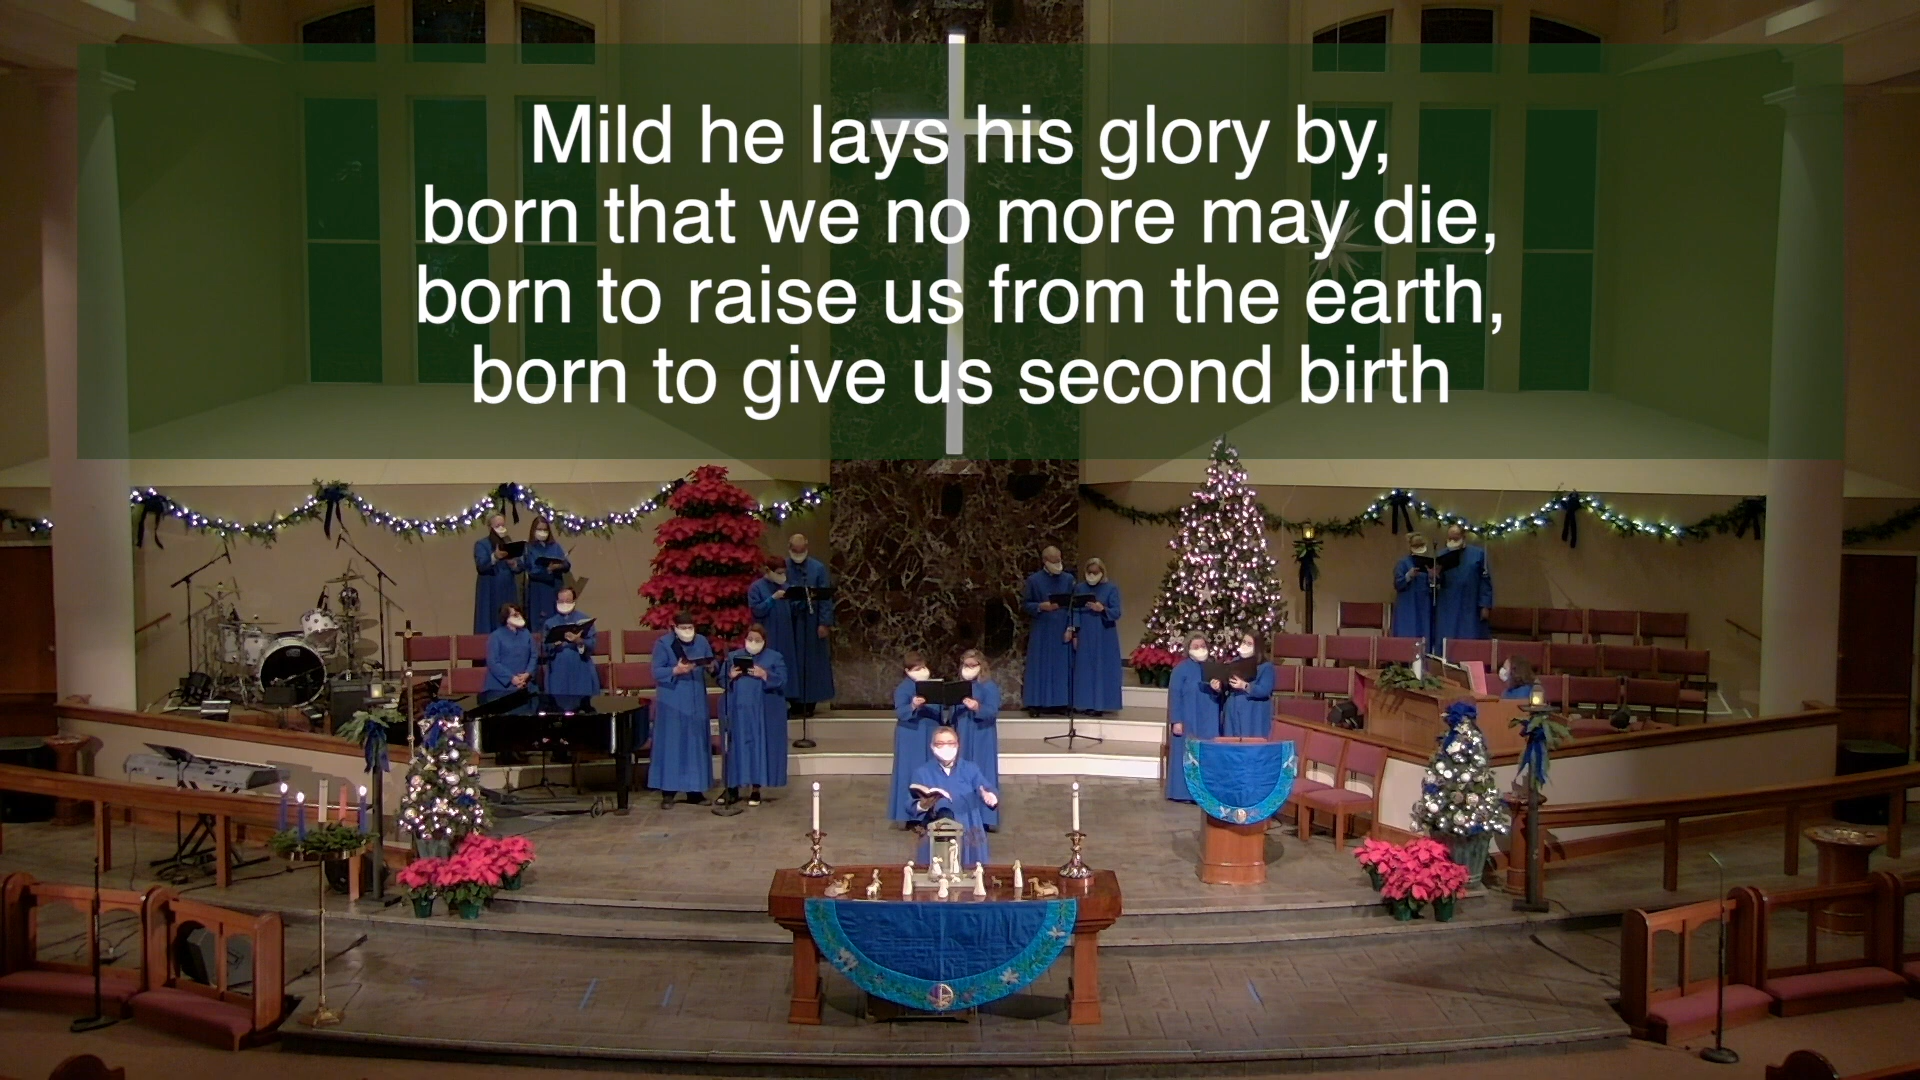 Mild he lays his glory by,
born that we no more may die,
born to raise us from the earth,
born to give us second birth